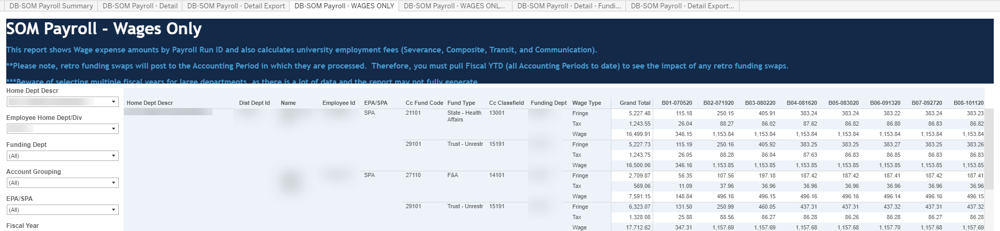 DB-SOM Payroll Summary DB-SOM Payroll - Detail DB-SOM Payroll - Detail Export DB-SOM Payroll - WAGES ONLY DB-SOM Payroll - WAGES ONL... DB-SOM Payroll - Detail - Fundi... DB-SOM Payroll - Detail Export...
SOM Payroll - Wages Only
This report shows Wage expense amounts by Payroll Run ID and also calculates university employment fees (Severance, Composite, Transit, and Communication).
**Please note, retro funding swaps will post to the Accounting Period in which they are processed.  Therefore, you must pull Fiscal YTD (all Accounting Periods to date) to see the impact of any retro funding swaps.
***Beware of selecting multiple fiscal years for large departments, as there is a lot of data and the report may not fully generate
Home Dept Descr
Employee Home Dept/Div
Funding Dept
(All)
Account Grouping
(All)
EPA/SPA
(All)
Fiscal Year
Home Dept Descr Dist Dept Id Name Employee Id EPA/SPA Cc Fund Code Fund Type Cc Classfield Funding Dept Wage Type Grand Total B01-070520 B02-071920 B03-080220 B04-081620 B05-083020 B06-091320 B07-092720 B08-101120
SPA 21101 State - Health 13001 Fringe 5,227.48 115.18 250.15 405.91 383.24 383.24 383.22 383.24 383.23
Affairs
Tax 1,243.55 26.04 88.27 86.02 87.62 86.82 86.80 86.83 86.82
Wage 16,499.91 346.15 1,153.84 1,153.84 1,153.84 1,153.84 1,153.84 1,153.84 1,153.84
29101 Trust - Unrestr 15191 Fringe 5,227.73 115.19 250.16 405.92 383.25 383.25 383.27 383.25 383.26
Tax 1,243.75 26.05 88.28 86.04 87.63 86.83 86.85 86.83 86.83
Wage 16,500.06 346.16 1,153.85 1,153.85 1,153.85 1,153.85 1,153.85 1,153.85 1,153.85
SPA 27110 F&A 14101 Fringe 2,709.87 56.35 107.56 197.18 187.42 187.42 187.41 187.42 187.41
Tax 569.06 11.09 37.96 36.96 36.96 36.96 36.96 36.96 36.96
Wage 7,591.15 148.84 496.16 496.15 496.16 496.16 496.14 496.16 496.15
29101 Trust - Unrestr 15191 Fringe 6,323.07 131.50 250.99 460.05 437.31 437.31 437.32 437.31 437.32
Tax 1,328.08 25.88 88.56 86.27 86.28 86.26 86.28 86.27 86.28
Wage 17,712.62 347.31 1,157.69 1,157.69 1,157.68 1,157.68 1,157.70 1,157.68 1,157.69